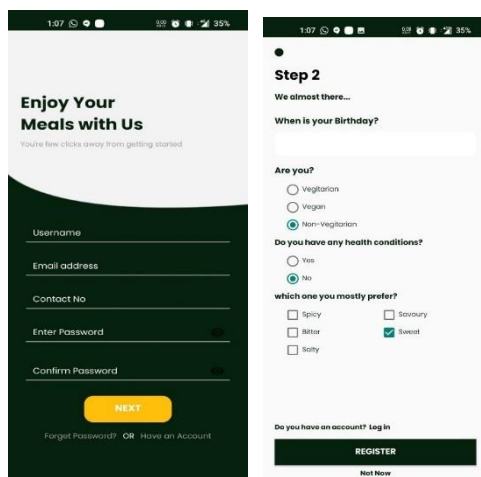 1:07
35%
Enjoy Your
Meals with Us
You're few clicks away from getting started
Username
Email address
Contact No
Enter Password
Confirm Password
NEXT
Forget Password? OR Have an Account
1:07
35%
Step 2
We almost there...
When is your Birthday?
Are you?
Vegitarian
Vegan
Non-Vegitarian
Do you have any health conditions?
Yes
No
which one you mostly prefer?
Spicy Savoury
Bitter Sweet
Salty
Do you have an account? Log in
REGISTER
Not Now